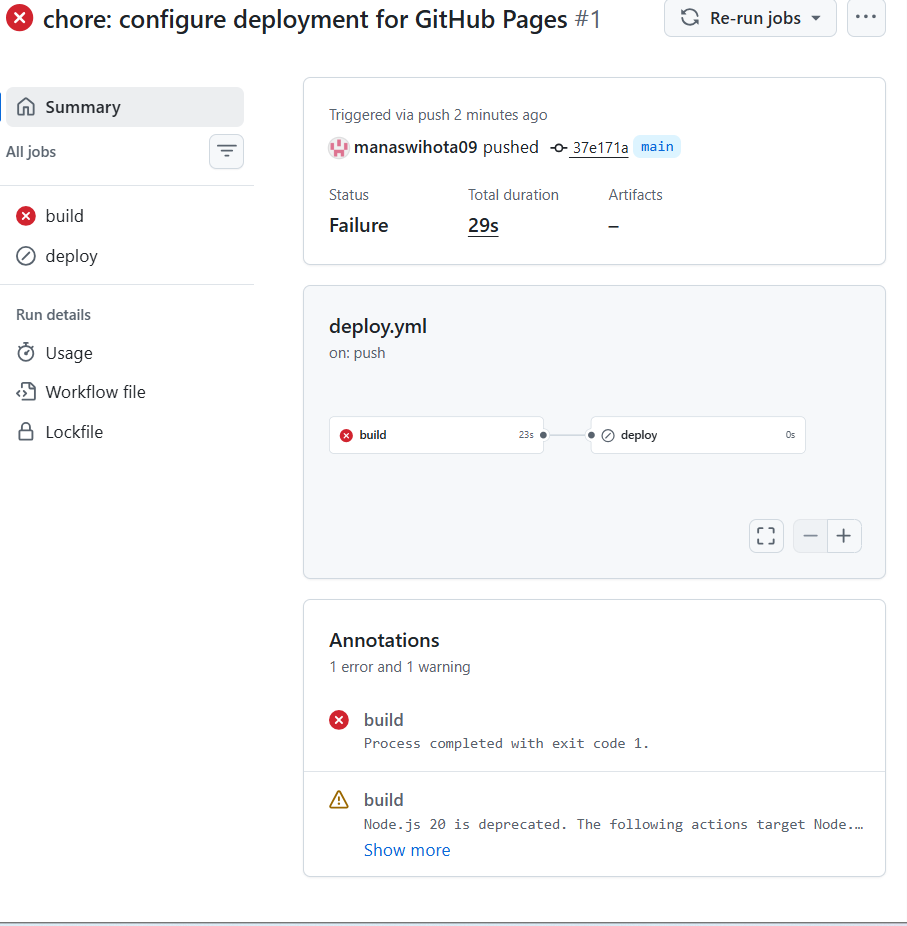 chore: configure deployment for GitHub Pages #1
Re-run jobs
Summary
All jobs
build
deploy
Run details
Usage
Workflow file
Lockfile
Triggered via push 2 minutes ago
manaswihota09 pushed 37e171a main
Status Total duration Artifacts
Failure 29s –
deploy.yml
on: push
build 23s deploy 0s
Annotations
1 error and 1 warning
build
Process completed with exit code 1.
build
Node.js 20 is deprecated. The following actions target Node.…
Show more